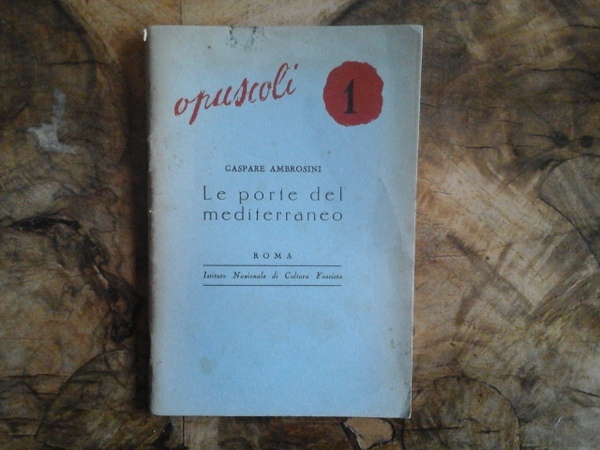 opuscoli
1
GASPARE AMBROSINI
Le porte del
mediterraneo
ROMA
Istituto Nazionale di Cultura Fascista